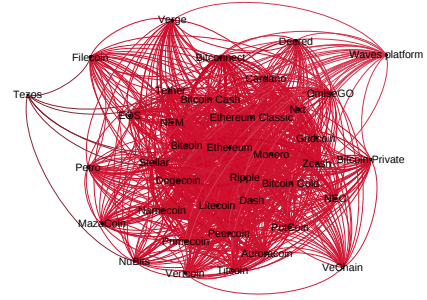 Verge
Decred
Filecoin
Bitconnect
Waves platform
Cardano
Tezos
Tether
OmiseGO
Bitcoin Cash
EOS
NEM
Ethereum Classic
Nxt
Gridcoin
Bitcoin
Ethereum
Monero
Petro
Stellar
Zcash
Bitcoin Private
Dogecoin
Ripple
Bitcoin Gold
Namecoin
Litecoin
Dash
NEO
MazaCoin
Primecoin
Peercoin
PotCoin
NuBits
Vertcoin
Titcoin
Auroracoin
VeChain